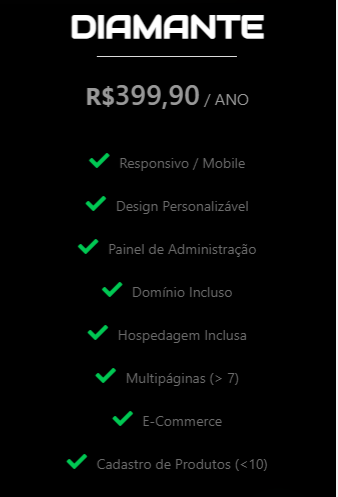 DIAMANTE
R$399,90 / ANO
Responsivo / Mobile
Design Personalizável
Painel de Administração
Domínio Incluso
Hospedagem Inclusa
Multipáginas (> 7)
E-Commerce
Cadastro de Produtos (<10)